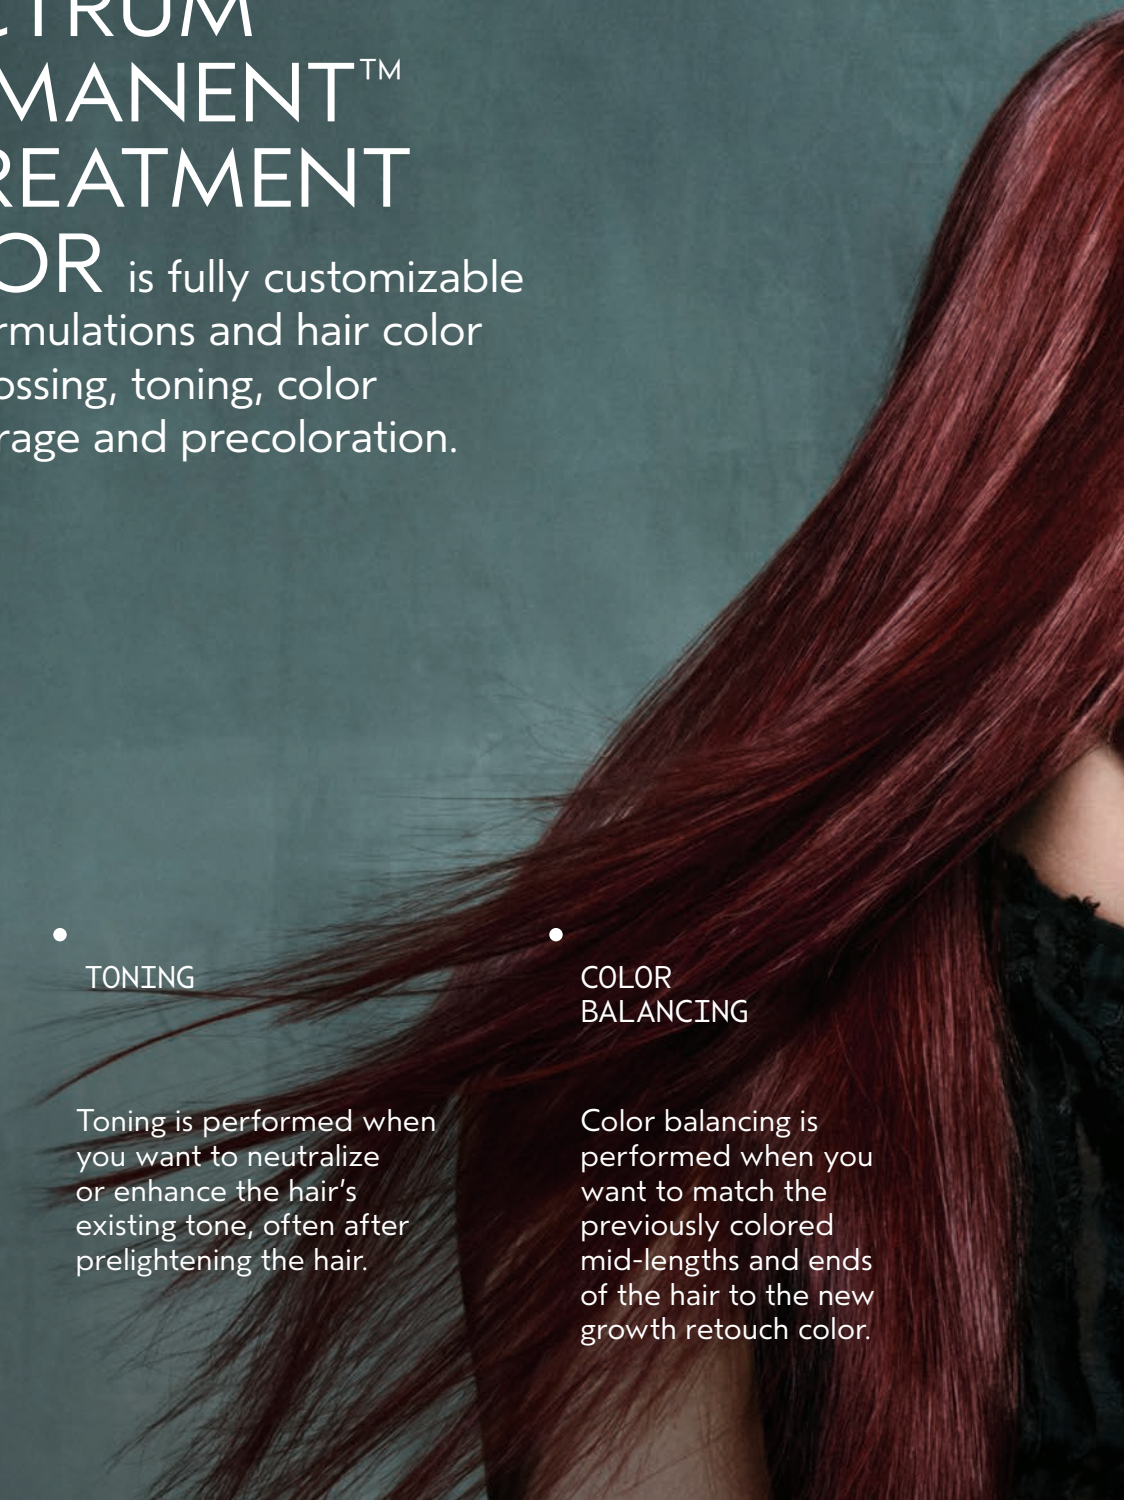 CTRUM
MANENT™
REATMENT
OR is fully customizable
rmulations and hair color
ossing, toning, color
rage and precoloration.
TONING
Toning is performed when
you want to neutralize
or enhance the hair’s
existing tone, often after
prelightening the hair.
COLOR
BALANCING
Color balancing is
performed when you
want to match the
previously colored
mid-lengths and ends
of the hair to the new
growth retouch color.